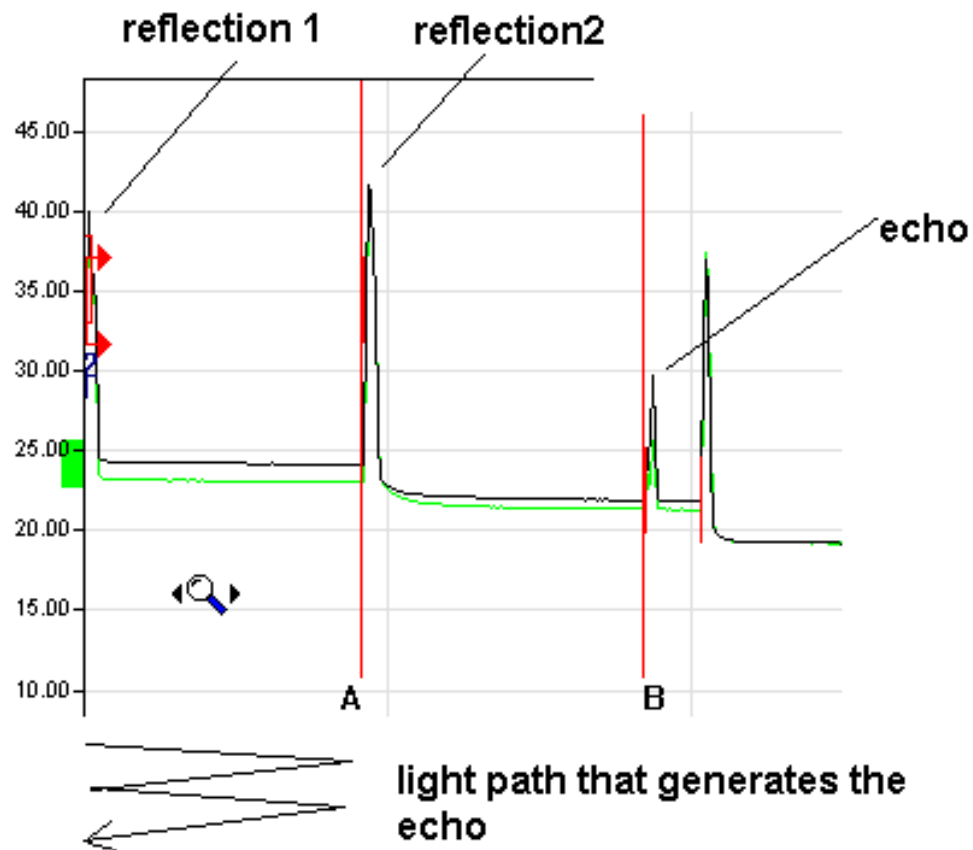 reflection 1
reflection2
45.00
40.00
echo
35.00
30.00
2
25.00
20.00
15.00
10.00
A
B
light path that generates the
echo